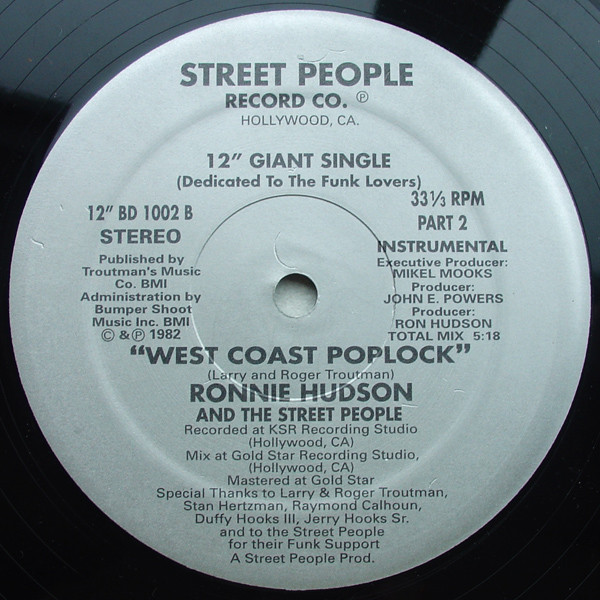 STREET PEOPLE
RECORD CO. ℗
HOLLYWOOD, CA.
12" GIANT SINGLE
(Dedicated To The Funk Lovers)
12" BD 1002 B
STEREO
Published by
Troutman's Music
Co. BMI
Administration by
Bumper Shoot
Music Inc. BMI
© & ℗ 1982
33⅓ RPM
PART 2
INSTRUMENTAL
Executive Producer:
MIKEL MOOKS
Producer:
JOHN E. POWERS
Producer:
RON HUDSON
TOTAL MIX 5:18
"WEST COAST POPLOCK"
(Larry and Roger Troutman)
RONNIE HUDSON
AND THE STREET PEOPLE
Recorded at KSR Recording Studio
(Hollywood, CA)
Mix at Gold Star Recording Studio,
(Hollywood, CA)
Mastered at Gold Star
Special Thanks to Larry & Roger Troutman,
Stan Hertzman, Raymond Calhoun,
Duffy Hooks III, Jerry Hooks Sr.
and to the Street People
for their Funk Support
A Street People Prod.